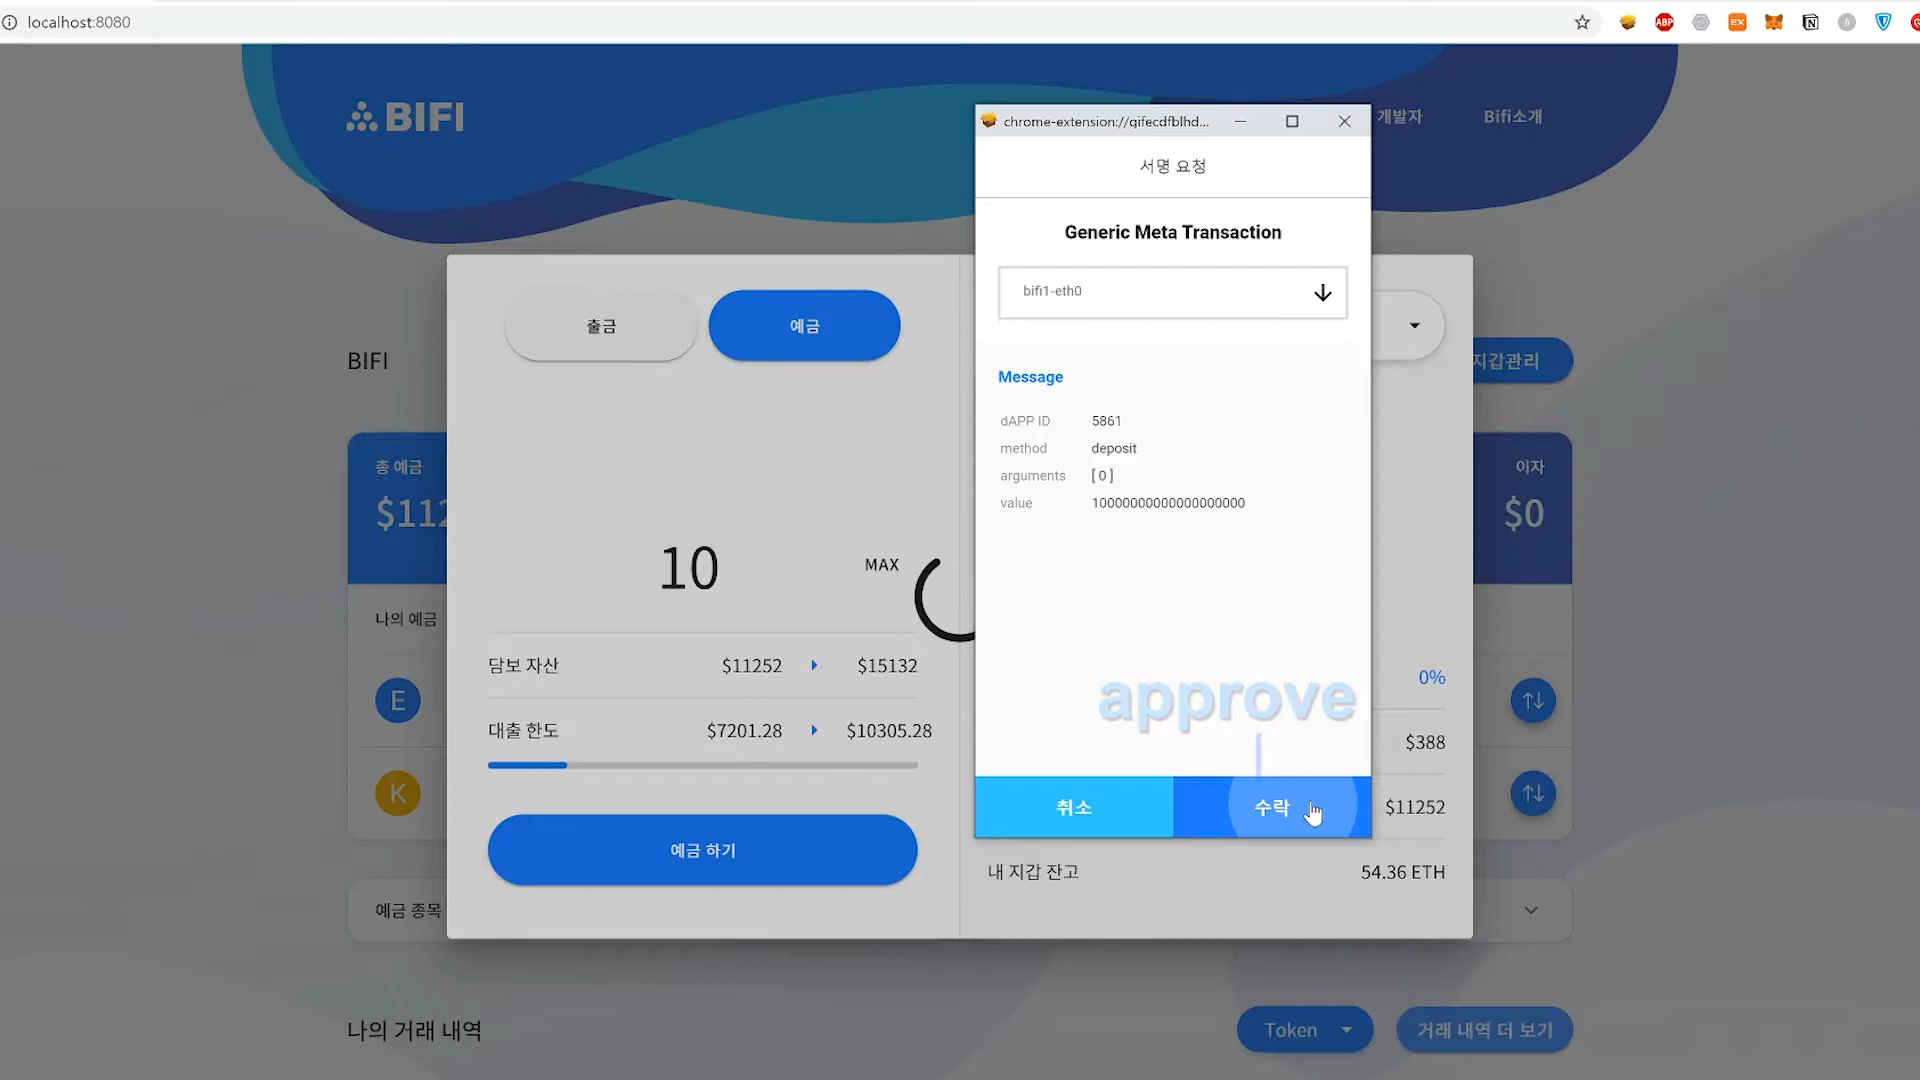 localhost:8080
ABP
EX
BIFI
개발자
Bifi소개
chrome-extension://gifecdfblhd...
서명 요청
Generic Meta Transaction
bifi1-eth0
Message
dAPP ID 5861
method deposit
arguments [ 0 ]
value 10000000000000000000
approve
취소
수락
출금
예금
BIFI
지갑관리
총 예금
$112
이자
$0
10
MAX
나의 예금
담보 자산 $11252 $15132
0%
E
대출 한도 $7201.28 $10305.28
$388
K
$11252
예금 하기
내 지갑 잔고 54.36 ETH
예금 종목
나의 거래 내역
Token
거래 내역 더 보기